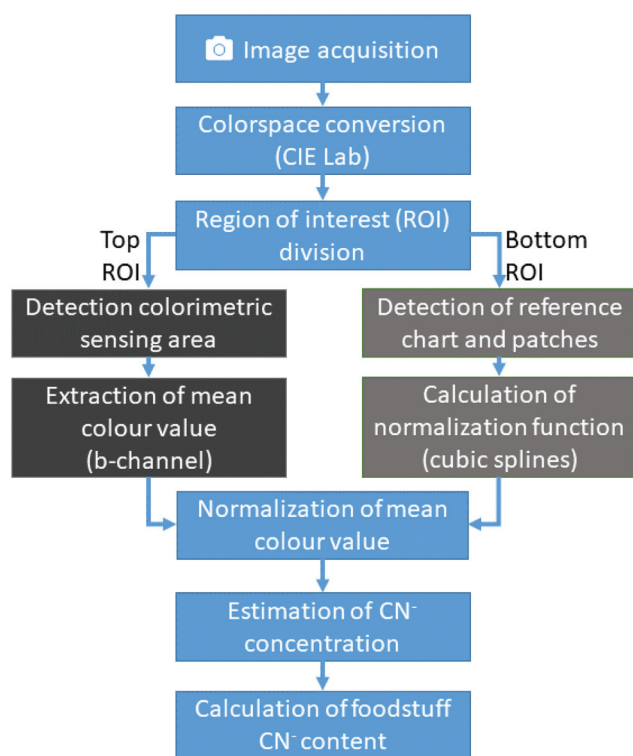 Image acquisition
Colorspace conversion
(CIE Lab)
Region of interest (ROI)
division
Top
ROI
Bottom
ROI
Detection colorimetric
sensing area
Detection of reference
chart and patches
Extraction of mean
colour value
(b-channel)
Calculation of
normalization function
(cubic splines)
Normalization of mean
colour value
Estimation of CN⁻
concentration
Calculation of foodstuff
CN⁻ content